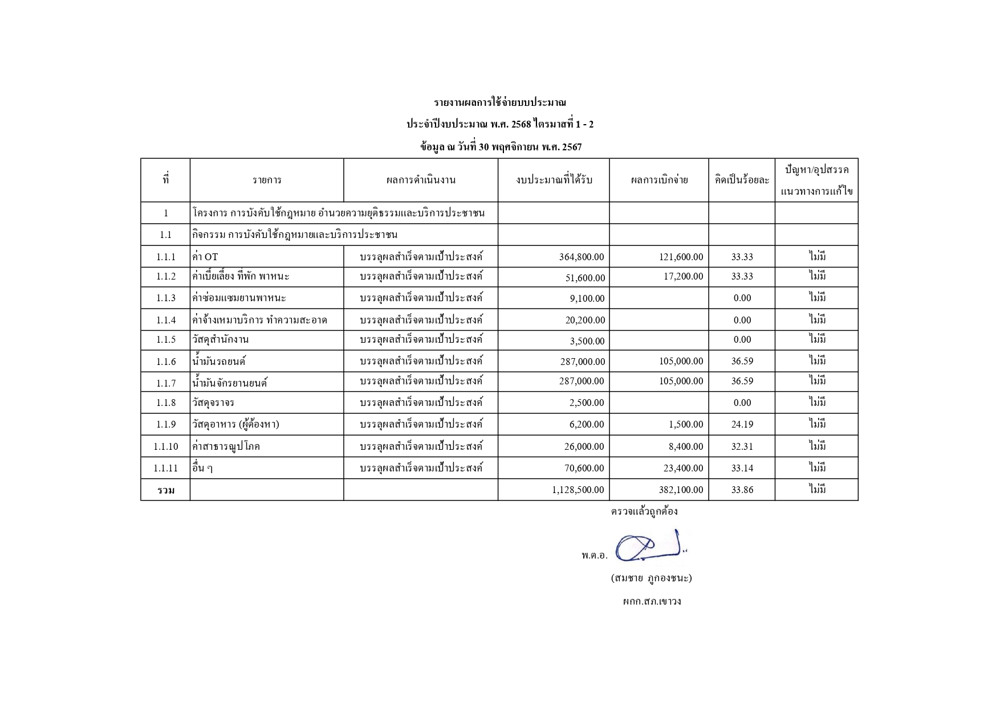 รายงานผลการใช้จ่ายบบประมาณ
ประจำปีงบประมาณ พ.ศ. 2568 ไตรมาสที่ 1 - 2
ข้อมูล ณ วันที่ 30 พฤศจิกายน พ.ศ. 2567
ที่ รายการ ผลการดำเนินงาน งบประมาณที่ได้รับ ผลการเบิกจ่าย คิดเป็นร้อยละ ปัญหา/อุปสรรค
แนวทางการแก้ไข
1 โครงการ การบังคับใช้กฎหมาย อำนวยความยุติธรรมและบริการประชาชน
1.1 กิจกรรม การบังคับใช้กฎหมายและบริการประชาชน
1.1.1 ค่า OT บรรลุผลสำเร็จตามเป้าประสงค์ 364,800.00 121,600.00 33.33 ไม่มี
1.1.2 ค่าเบี้ยเลี้ยง ที่พัก พาหนะ บรรลุผลสำเร็จตามเป้าประสงค์ 51,600.00 17,200.00 33.33 ไม่มี
1.1.3 ค่าซ่อมแซมยานพาหนะ บรรลุผลสำเร็จตามเป้าประสงค์ 9,100.00 0.00 ไม่มี
1.1.4 ค่าจ้างเหมาบริการ ทำความสะอาด บรรลุผลสำเร็จตามเป้าประสงค์ 20,200.00 0.00 ไม่มี
1.1.5 วัสดุสำนักงาน บรรลุผลสำเร็จตามเป้าประสงค์ 3,500.00 0.00 ไม่มี
1.1.6 น้ำมันรถยนต์ บรรลุผลสำเร็จตามเป้าประสงค์ 287,000.00 105,000.00 36.59 ไม่มี
1.1.7 น้ำมันจักรยานยนต์ บรรลุผลสำเร็จตามเป้าประสงค์ 287,000.00 105,000.00 36.59 ไม่มี
1.1.8 วัสดุจราจร บรรลุผลสำเร็จตามเป้าประสงค์ 2,500.00 0.00 ไม่มี
1.1.9 วัสดุอาหาร (ผู้ต้องหา) บรรลุผลสำเร็จตามเป้าประสงค์ 6,200.00 1,500.00 24.19 ไม่มี
1.1.10 ค่าสาธารณูปโภค บรรลุผลสำเร็จตามเป้าประสงค์ 26,000.00 8,400.00 32.31 ไม่มี
1.1.11 อื่น ๆ บรรลุผลสำเร็จตามเป้าประสงค์ 70,600.00 23,400.00 33.14 ไม่มี
รวม 1,128,500.00 382,100.00 33.86 ไม่มี
ตรวจแล้วถูกต้อง
พ.ต.อ.
(สมชาย ภูกองชนะ)
ผกก.สภ.เขาวง